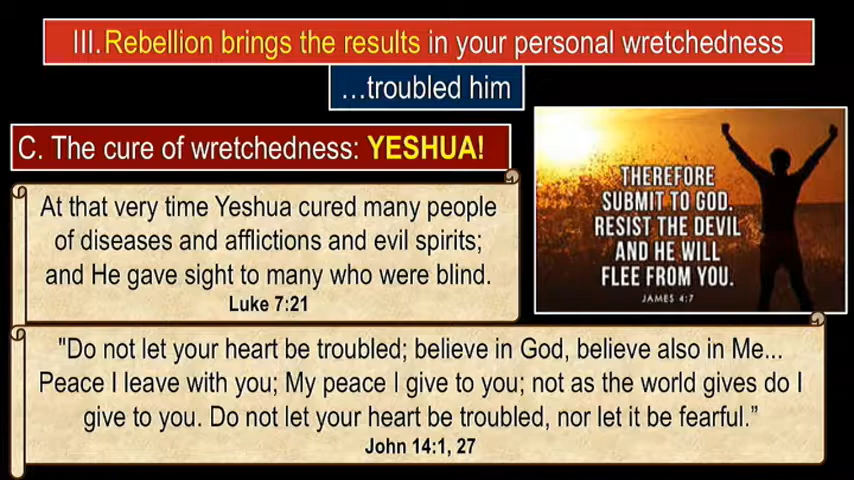 III. Rebellion brings the results in your personal wretchedness
…troubled him
C. The cure of wretchedness: YESHUA!
At that very time Yeshua cured many people
of diseases and afflictions and evil spirits;
and He gave sight to many who were blind.
Luke 7:21
THEREFORE
SUBMIT TO GOD.
RESIST THE DEVIL
AND HE WILL
FLEE FROM YOU.
JAMES 4:7
"Do not let your heart be troubled; believe in God, believe also in Me...
Peace I leave with you; My peace I give to you; not as the world gives do I
give to you. Do not let your heart be troubled, nor let it be fearful.”
John 14:1, 27